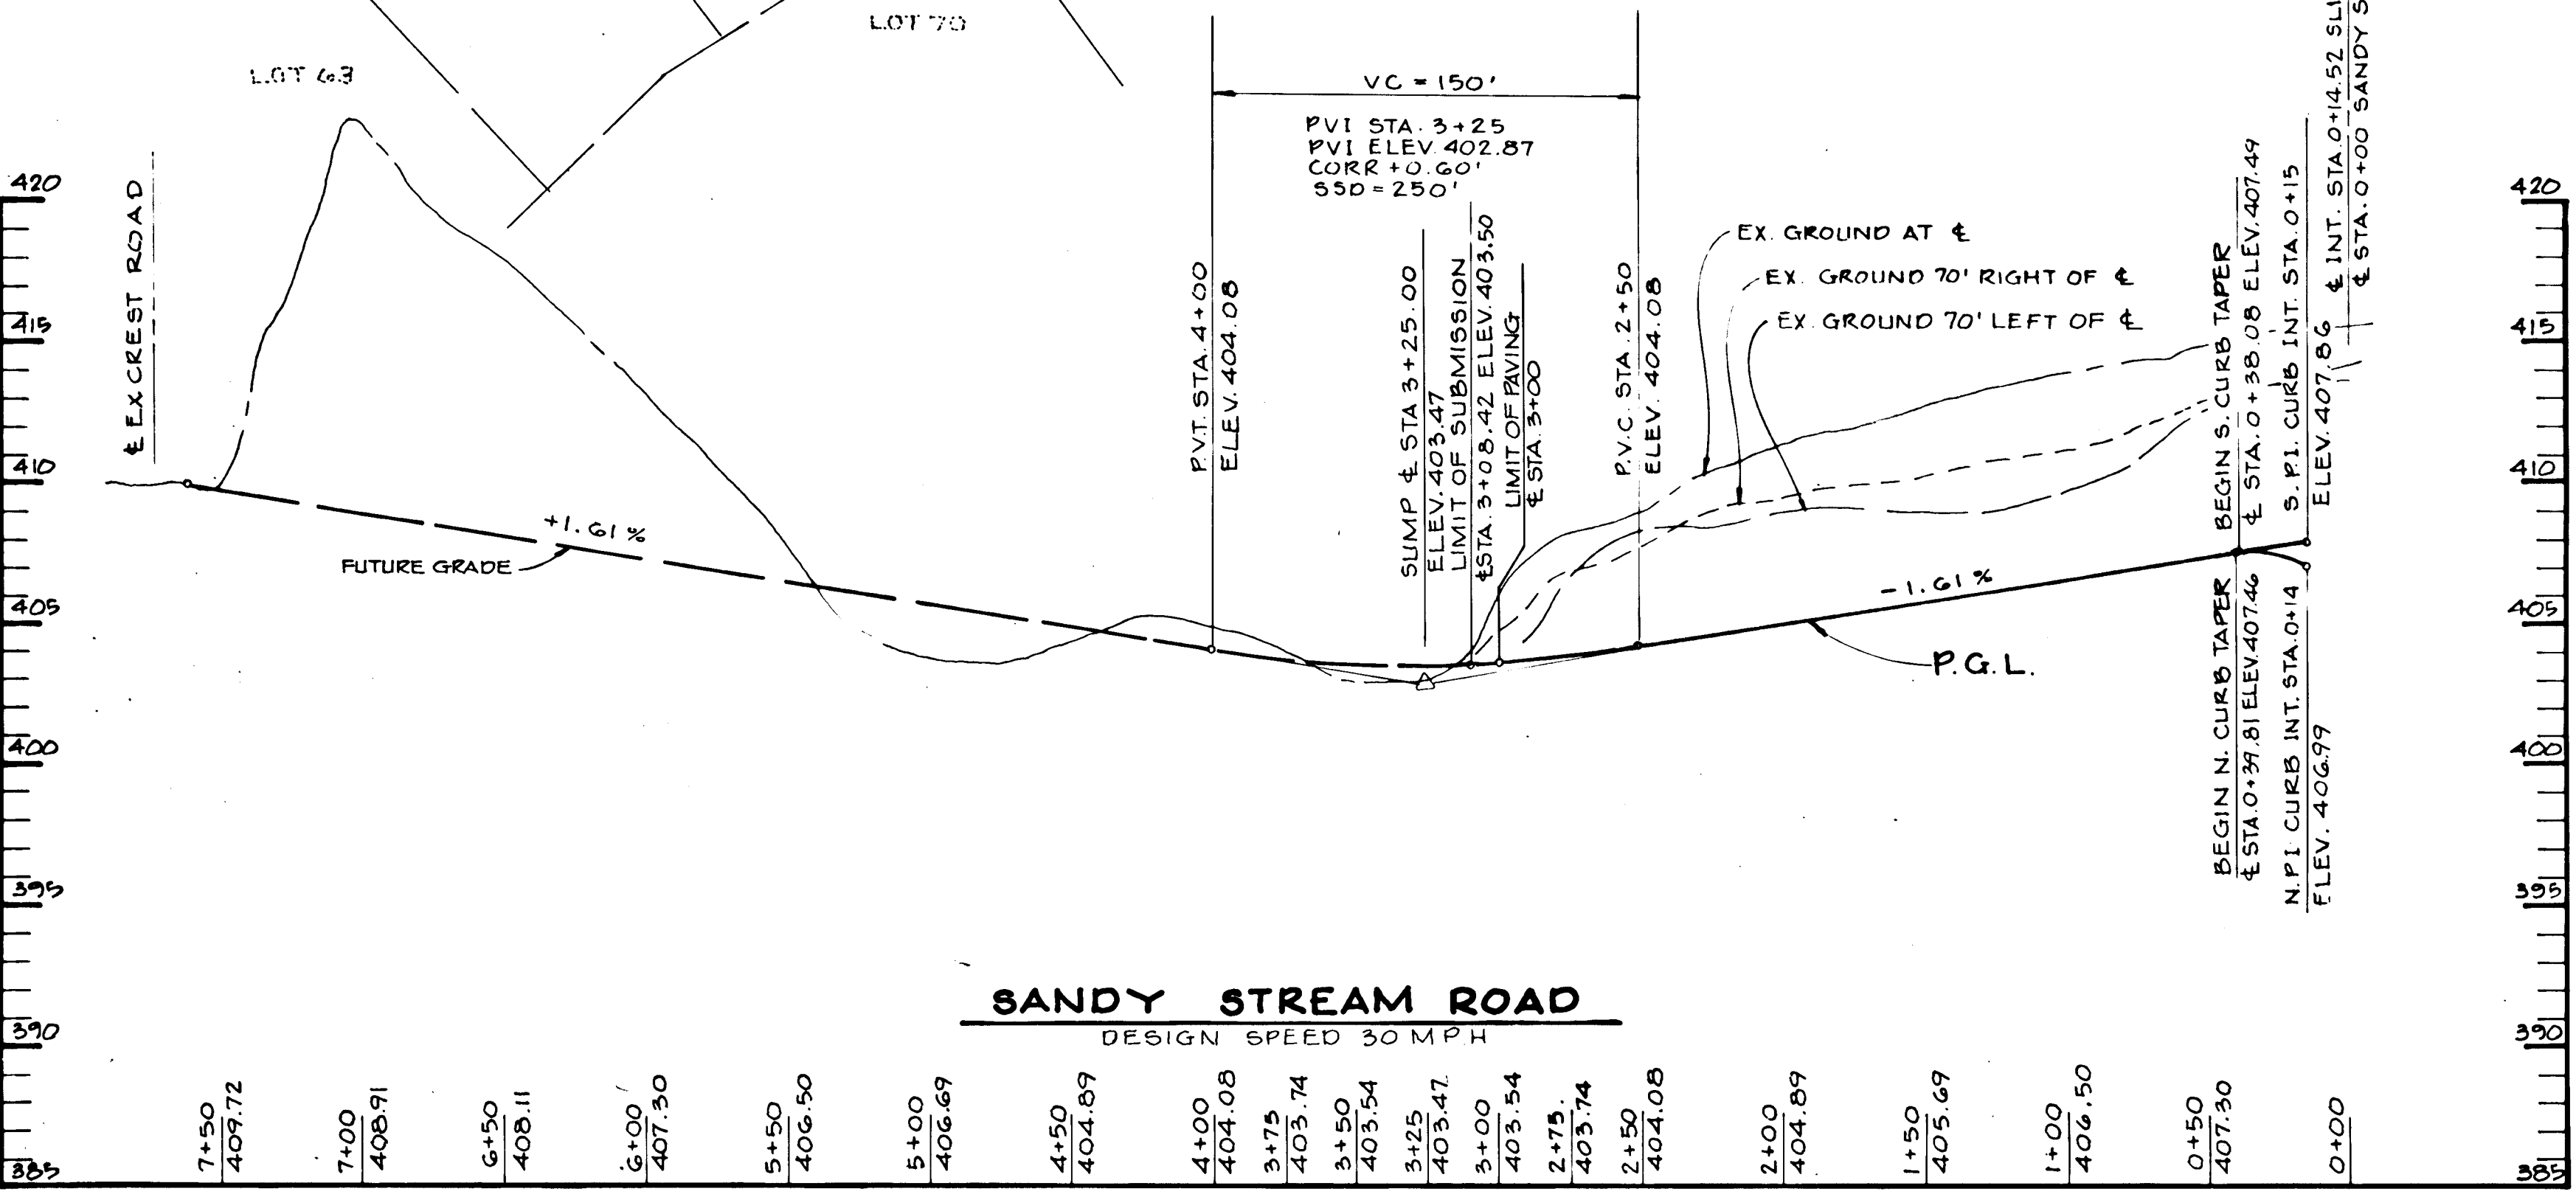 LOT 70
LOT 63
VC = 150'
PVI STA. 3+25
PVI ELEV. 402.87
CORR +0.60'
SSD = 250'
420
415
410
405
400
395
390
385
420
415
410
405
400
395
390
385
℄ EX CREST ROAD
+1.61 %
FUTURE GRADE
P.V.T. STA. 4+00
ELEV. 404.08
SUMP ℄ STA 3+25.00
ELEV. 403.47
LIMIT OF SUBMISSION
℄ STA. 3+08.42 ELEV. 403.50
LIMIT OF PAVING
℄ STA. 3+00
P.V.C. STA. 2+50
ELEV. 404.08
EX. GROUND AT ℄
EX. GROUND 70' RIGHT OF ℄
EX. GROUND 70' LEFT OF ℄
-1.61 %
P.G.L.
BEGIN S. CURB TAPER
℄ STA. 0+38.08 ELEV. 407.49
S. P.I. CURB INT. STA. 0+15
ELEV. 407.86
℄ INT. STA. 0+14.52
℄ STA. 0+00 SANDY
BEGIN N. CURB TAPER
℄ STA. 0+39.81 ELEV. 407.46
N. P.I. CURB INT. STA. 0+14
ELEV. 406.99
SANDY STREAM ROAD
DESIGN SPEED 30 MPH
7+50
409.72
7+00
408.91
6+50
408.11
6+00
407.30
5+50
406.50
5+00
406.69
4+50
404.89
4+00
404.08
3+75
403.74
3+50
403.54
3+25
403.47
3+00
403.54
2+75.
403.74
2+50
404.08
2+00
404.89
1+50
405.69
1+00
406.50
0+50
407.30
0+00